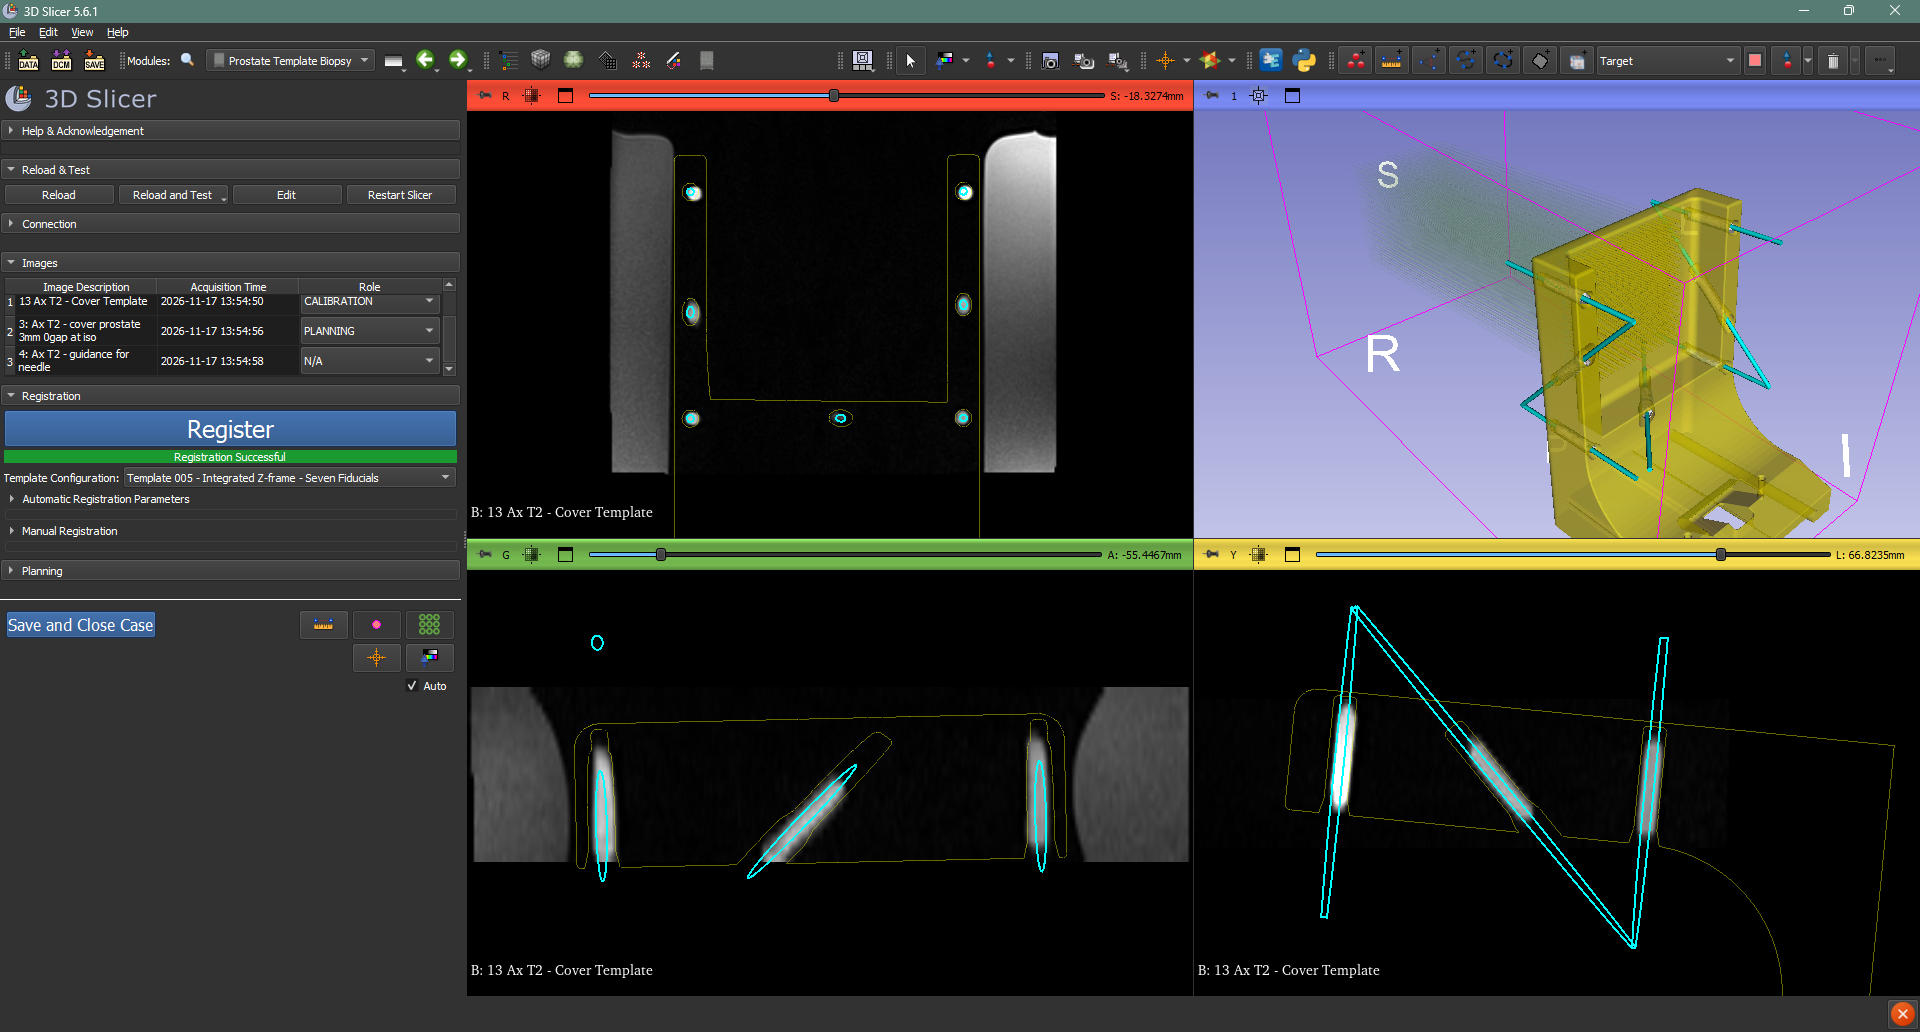 3D Slicer 5.6.1
File Edit View Help
DATA DCM SAVE Modules: Prostate Template Biopsy Target
3D Slicer
Help & Acknowledgement
Reload & Test
Reload Reload and Test Edit Restart Slicer
Connection
Images
Image Description Acquisition Time Role
1 13 Ax T2 - Cover Template 2026-11-17 13:54:50 CALIBRATION
2 3: Ax T2 - cover prostate 3mm 0gap at iso 2026-11-17 13:54:56 PLANNING
3 4: Ax T2 - guidance for needle 2026-11-17 13:54:58 N/A
Registration
Register
Registration Successful
Template Configuration: Template 005 - Integrated Z-frame - Seven Fiducials
Automatic Registration Parameters
Manual Registration
Planning
Save and Close Case
Auto
R S: -18.3274mm
B: 13 Ax T2 - Cover Template
1
S
R
L
P
I
G A: -55.4467mm
B: 13 Ax T2 - Cover Template
Y L: 66.8235mm
B: 13 Ax T2 - Cover Template